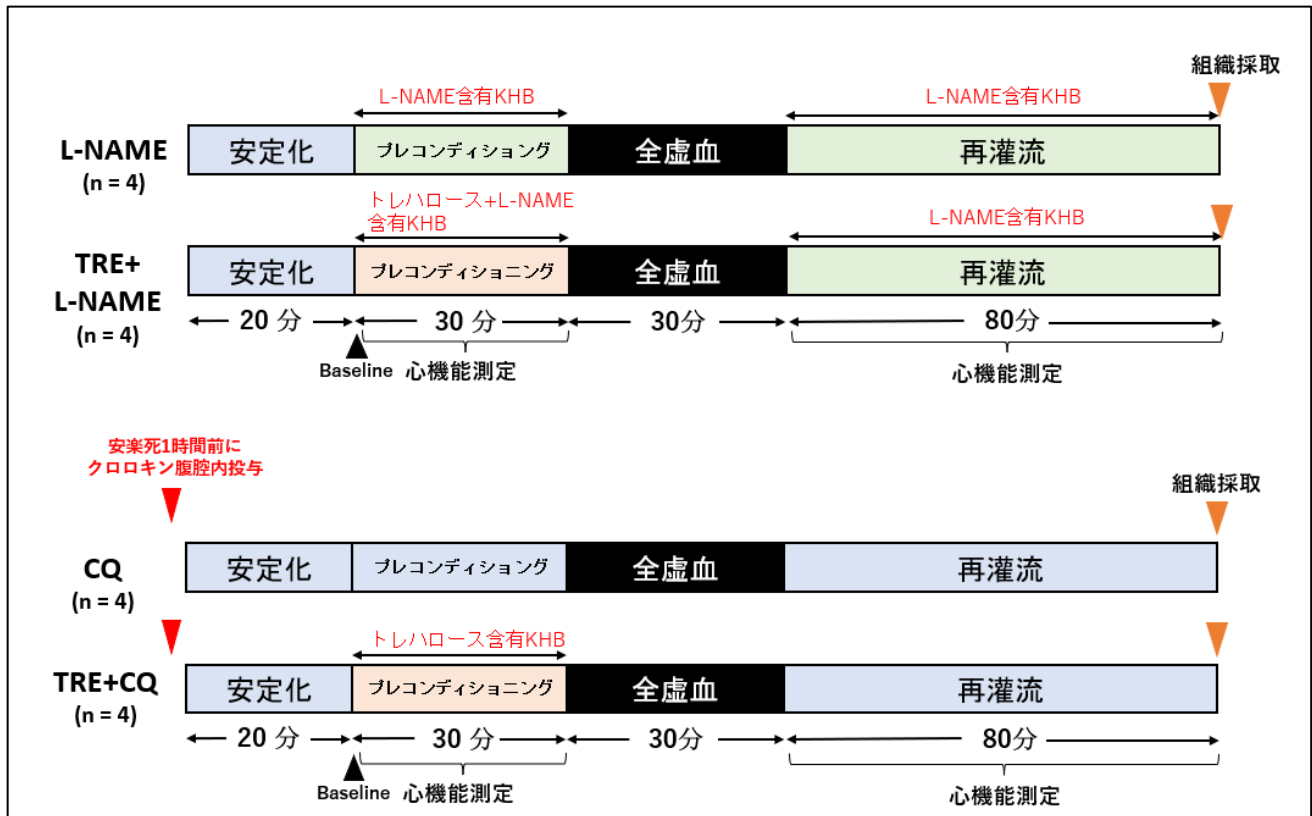 組織採取
L-NAME含有KHB
L-NAME含有KHB
L-NAME
(n = 4)
安定化
プレコンディショング
全虚血
再灌流
トレハロース+L-NAME
含有KHB
L-NAME含有KHB
TRE+
L-NAME
(n = 4)
安定化
プレコンディショニング
全虚血
再灌流
20 分
30 分
30分
80分
Baseline
心機能測定
心機能測定
安楽死1時間前に
クロロキン腹腔内投与
組織採取
CQ
(n = 4)
安定化
プレコンディショング
全虚血
再灌流
トレハロース含有KHB
TRE+CQ
(n = 4)
安定化
プレコンディショニング
全虚血
再灌流
20 分
30 分
30分
80分
Baseline
心機能測定
心機能測定